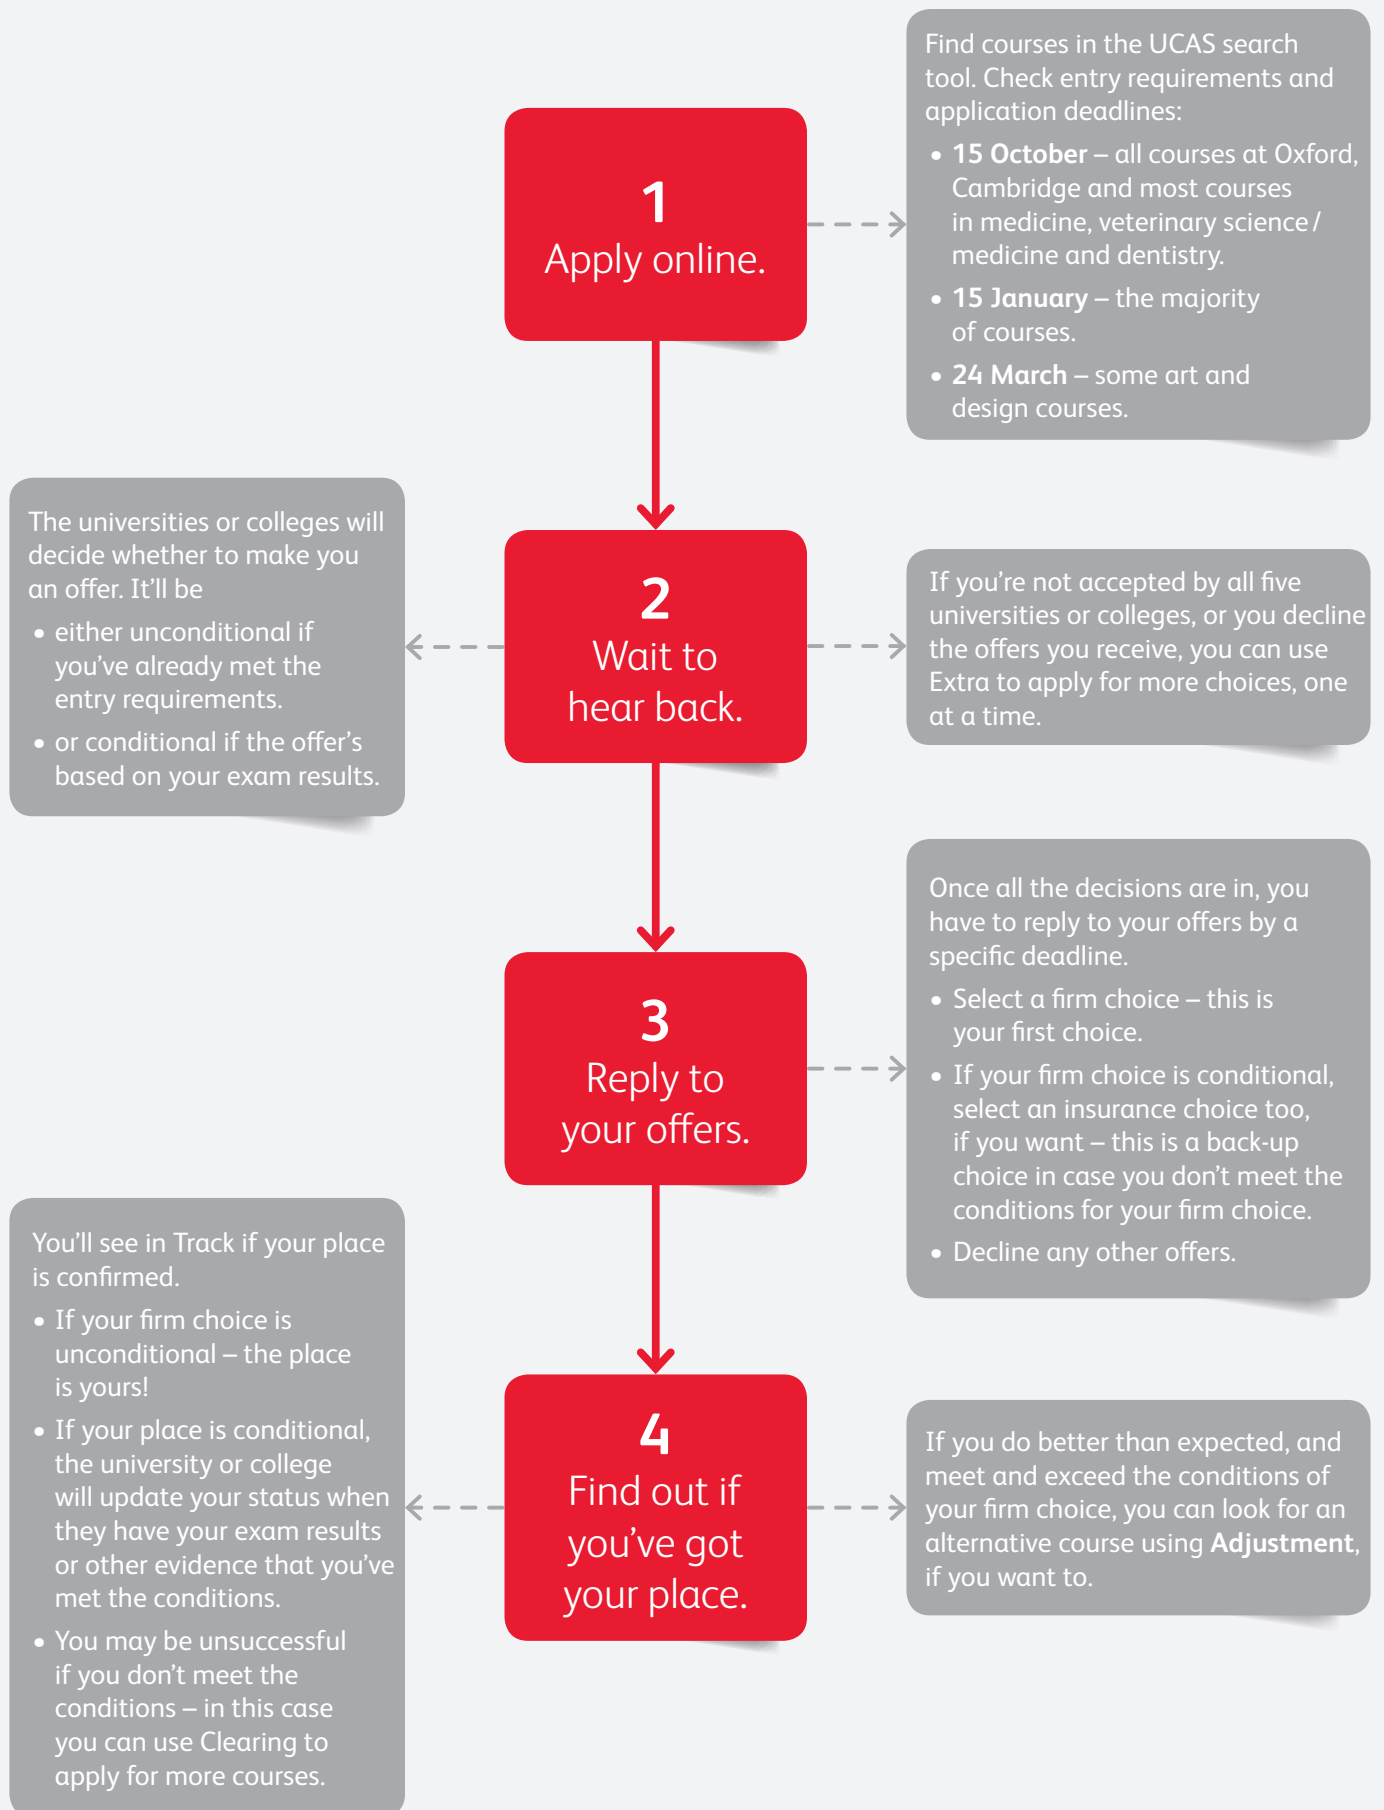 1
Apply online.
Find courses in the UCAS search
tool. Check entry requirements and
application deadlines:
• 15 October – all courses at Oxford,
Cambridge and most courses
in medicine, veterinary science /
medicine and dentistry.
• 15 January – the majority
of courses.
• 24 March – some art and
design courses.
The universities or colleges will
decide whether to make you
an offer. It'll be
• either unconditional if
you've already met the
entry requirements.
• or conditional if the offer's
based on your exam results.
2
Wait to
hear back.
If you're not accepted by all five
universities or colleges, or you decline
the offers you receive, you can use
Extra to apply for more choices, one
at a time.
3
Reply to
your offers.
Once all the decisions are in, you
have to reply to your offers by a
specific deadline.
• Select a firm choice – this is
your first choice.
• If your firm choice is conditional,
select an insurance choice too,
if you want – this is a back-up
choice in case you don't meet the
conditions for your firm choice.
• Decline any other offers.
You'll see in Track if your place
is confirmed.
• If your firm choice is
unconditional – the place
is yours!
• If your place is conditional,
the university or college
will update your status when
they have your exam results
or other evidence that you've
met the conditions.
• You may be unsuccessful
if you don't meet the
conditions – in this case
you can use Clearing to
apply for more courses.
4
Find out if
you've got
your place.
If you do better than expected, and
meet and exceed the conditions of
your firm choice, you can look for an
alternative course using Adjustment,
if you want to.